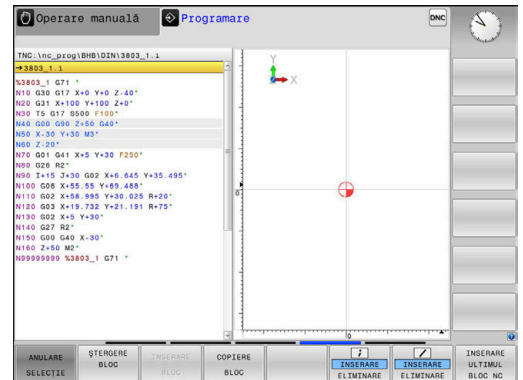 Operare manuală
Programare
DNC
TNC:\nc_prog\BHB\DIN\3803_1.i
→3803_1.i
%3803_1 G71 *
N10 G30 G17 X+0 Y+0 Z-40*
N20 G31 X+100 Y+100 Z+0*
N30 T5 G17 S500 F100*
N40 G00 G90 Z+50 G40*
N50 X-30 Y+30 M3*
N60 Z-20*
N70 G01 G41 X+5 Y+30 F250*
N80 G26 R2*
N90 I+15 J+30 G02 X+6.645 Y+35.495*
N100 G06 X+55.55 Y+69.488*
N110 G02 X+58.995 Y+30.025 R+20*
N120 G03 X+19.732 Y+21.191 R+75*
N130 G02 X+5 Y+30*
N140 G27 R2*
N150 G00 G40 X-30*
N160 Z+50 M2*
N99999999 %3803_1 G71 *
Y
X
0
0
ANULARE
SELECŢIE
ŞTERGERE
BLOC
INSERARE
BLOC
COPIERE
BLOC
INSERARE
ELIMINARE
INSERARE
ELIMINARE
INSERARE
ULTIMUL
BLOC NC